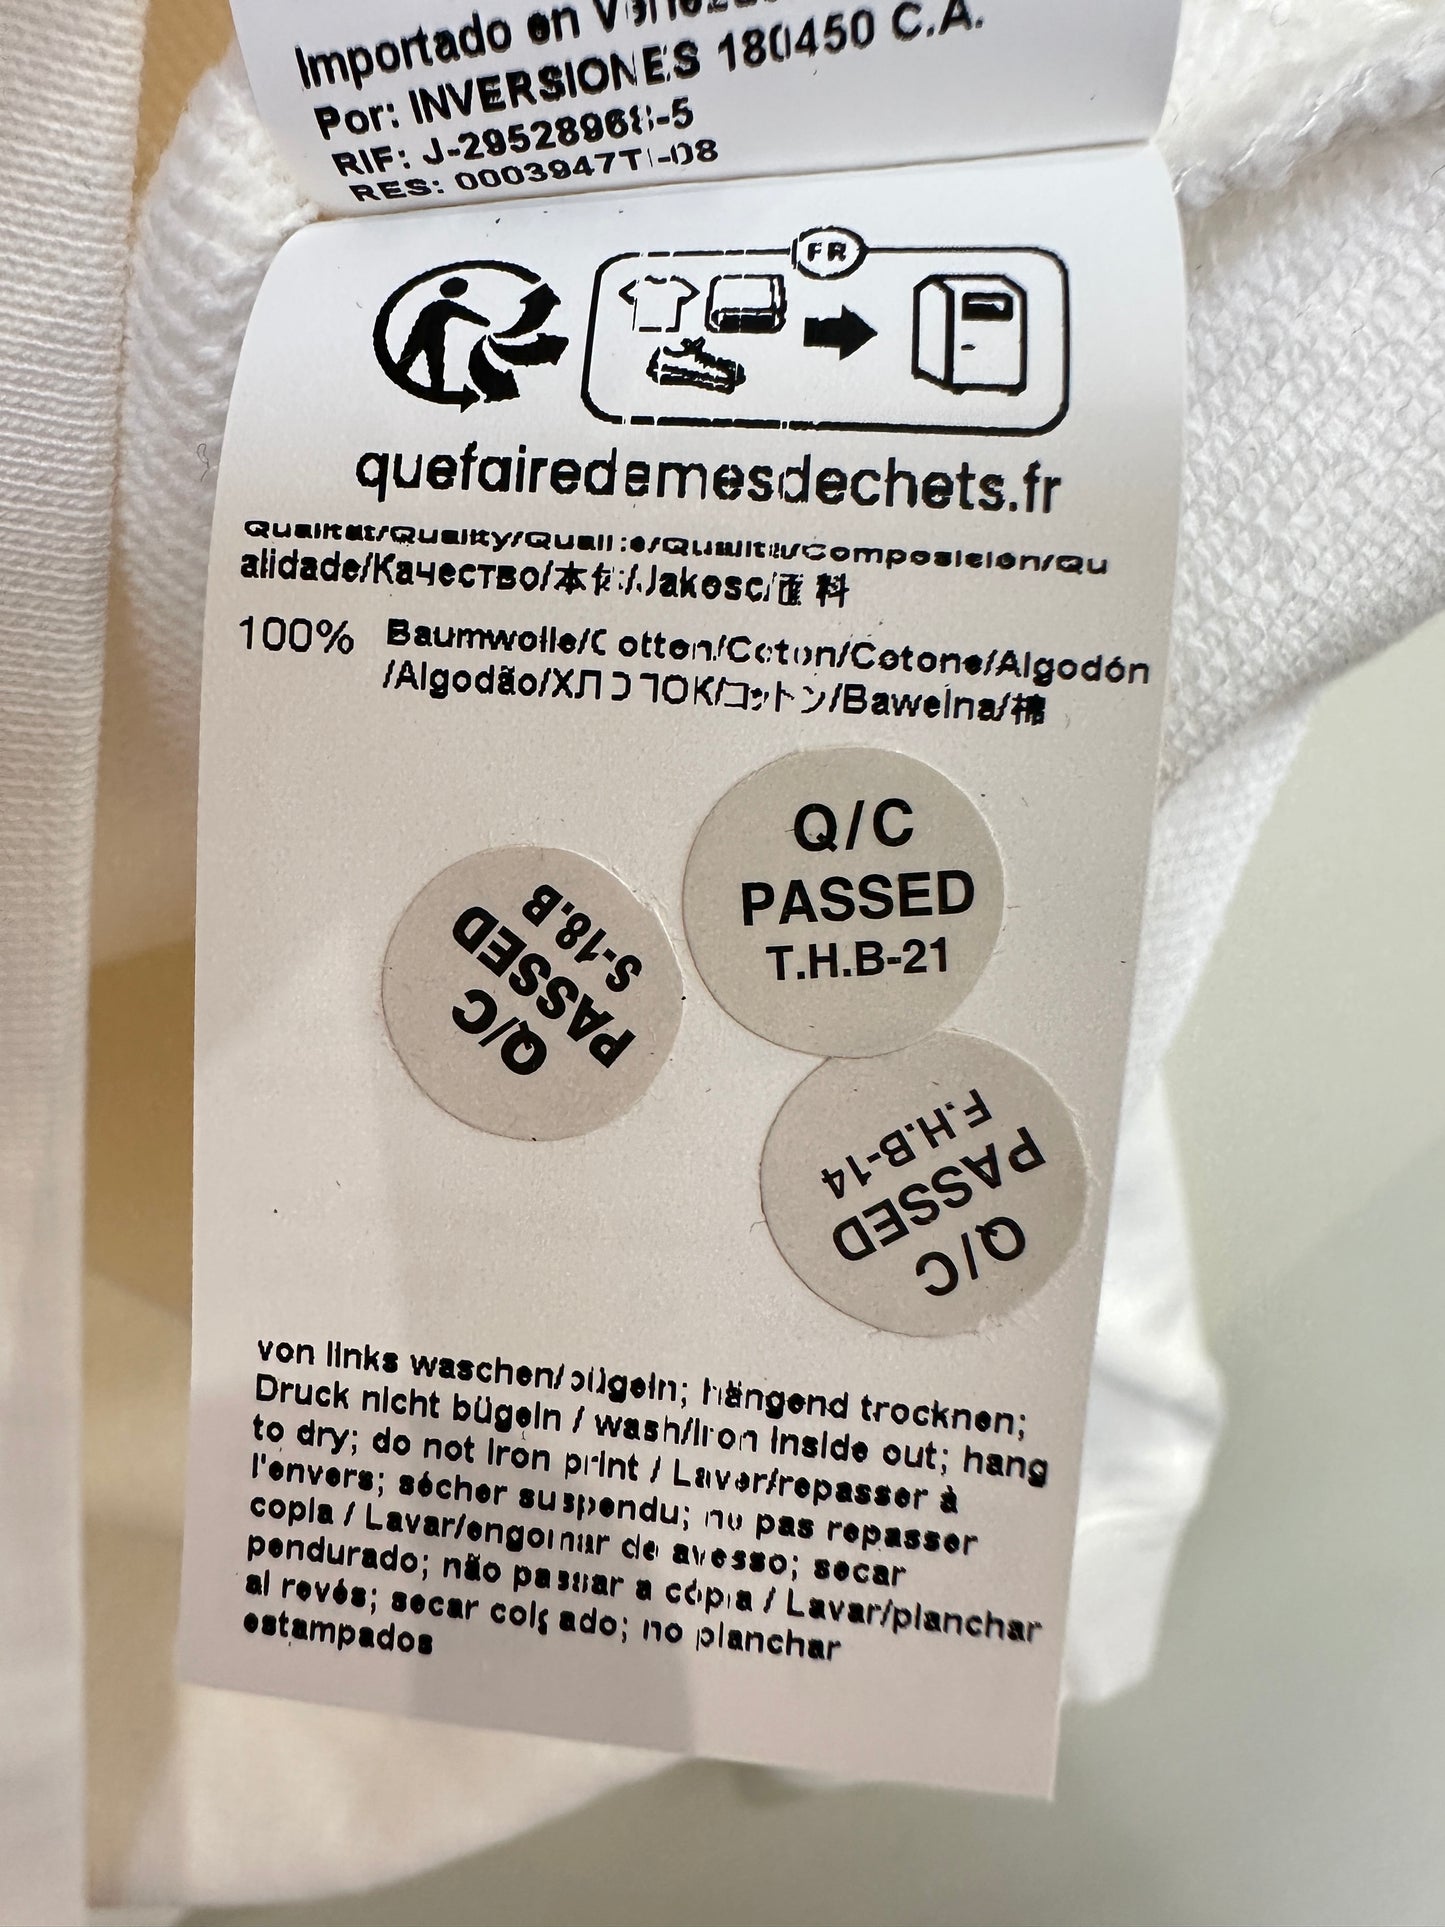 Importado en
Por: INVERSIONES 180450 C.A.
RIF: J-29528968-5
RES: 0003947T -08
FR
quefairedemesdechets.fr
Qualität/Quality/Qualité/Qualità/Composición/Qu
alidade/Качество/本体/Jakosc/面料
100% Baumwolle/Cotton/Coton/Cotone/Algodón
/Algodão/ХЛОПОК/コットン/Bawelna/棉
Q/C
PASSED
T.H.B-21
Q/C
PASSED
S-18.B
Q/C
PASSED
F.H.B-14
von links waschen/bügeln; hängend trocknen;
Druck nicht bügeln / wash/iron inside out; hang
to dry; do not iron print / Laver/repasser à
l'envers; sécher suspendu; ne pas repasser
copia / Lavar/engomar de avesso; secar
pendurado; não passar a cópia / Lavar/planchar
al revés; secar colgado; no planchar
estampados